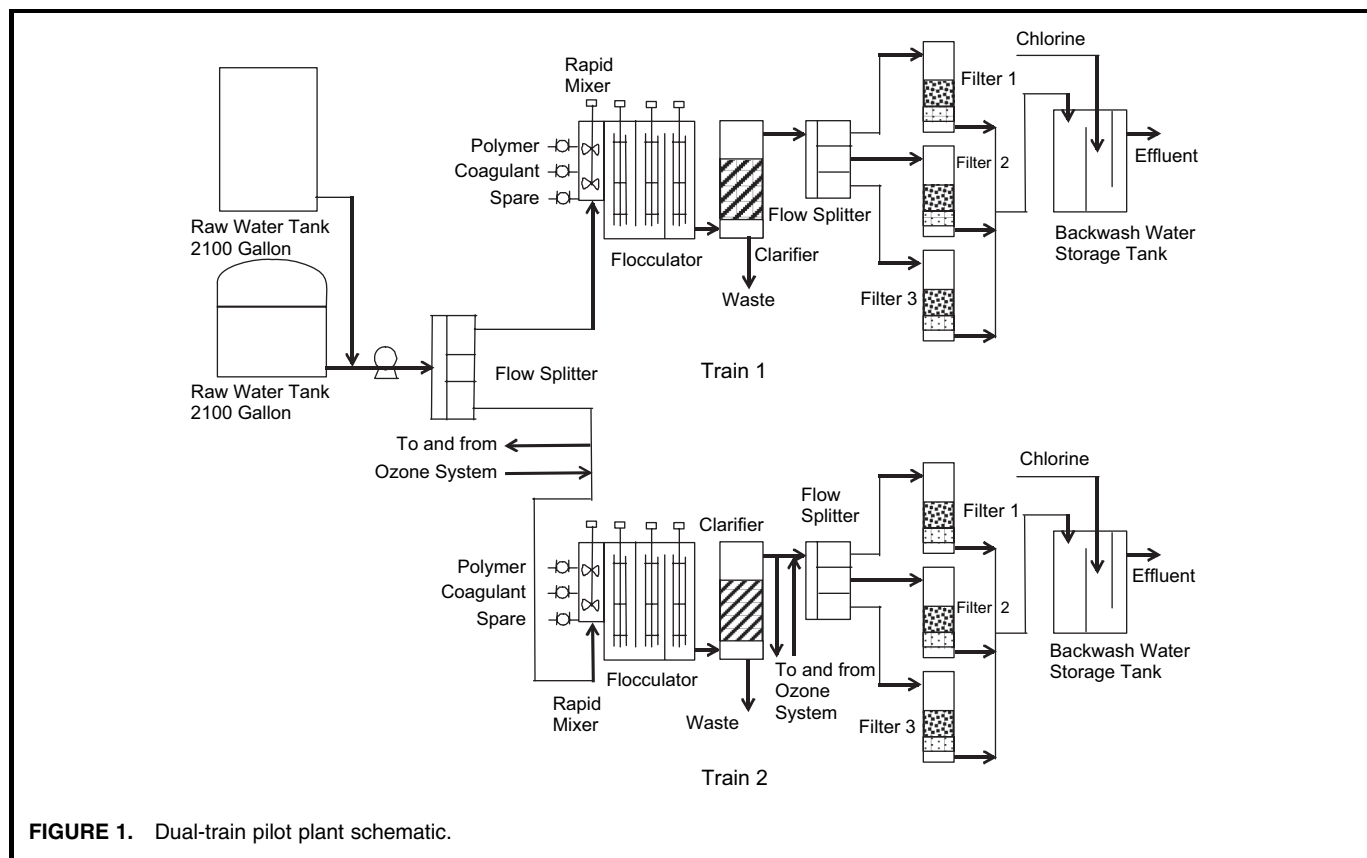 Rapid
Mixer
Polymer
Coagulant
Spare
Flocculator
Clarifier
Waste
Flow Splitter
Filter 1
Filter 2
Filter 3
Chlorine
Effluent
Backwash Water
Storage Tank
Raw Water Tank
2100 Gallon
Raw Water Tank
2100 Gallon
Flow Splitter
Train 1
To and from
Ozone System
Polymer
Coagulant
Spare
Rapid
Mixer
Flocculator
Clarifier
Waste
To and from
Ozone
System
Flow
Splitter
Filter 1
Filter 2
Filter 3
Chlorine
Effluent
Backwash Water
Storage Tank
Train 2
FIGURE 1. Dual-train pilot plant schematic.